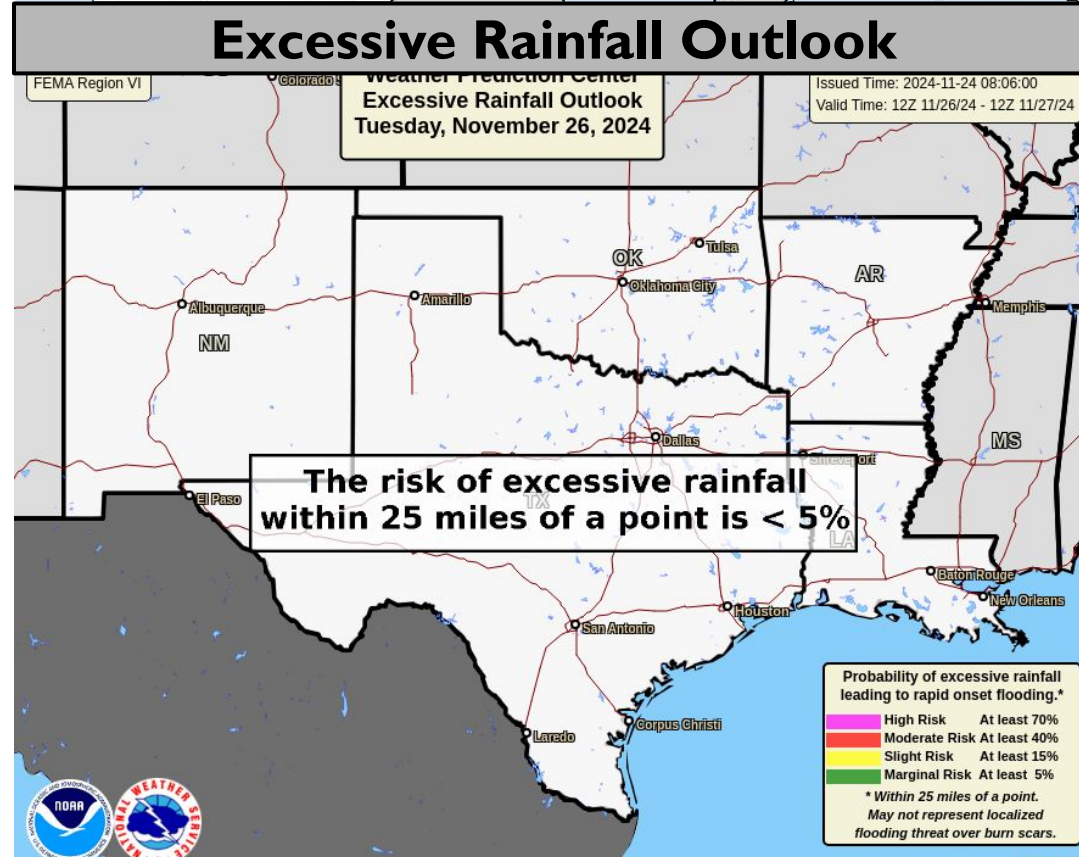 Excessive Rainfall Outlook
FEMA Region VI
Colorado
Weather Prediction Center
Excessive Rainfall Outlook
Tuesday, November 26, 2024
Issued Time: 2024-11-24 08:06:00
Valid Time: 12Z 11/26/24 - 12Z 11/27/24
Tulsa
OK
Oklahoma City
AR
Amarillo
Albuquerque
Memphis
NM
Dallas
MS
Shreveport
The risk of excessive rainfall
within 25 miles of a point is < 5%
El Paso
TX
LA
Baton Rouge
New Orleans
Houston
San Antonio
Corpus Christi
Laredo
Probability of excessive rainfall
leading to rapid onset flooding.*
High Risk At least 70%
Moderate Risk At least 40%
Slight Risk At least 15%
Marginal Risk At least 5%
* Within 25 miles of a point.
May not represent localized
flooding threat over burn scars.
NOAA
NATIONAL WEATHER SERVICE